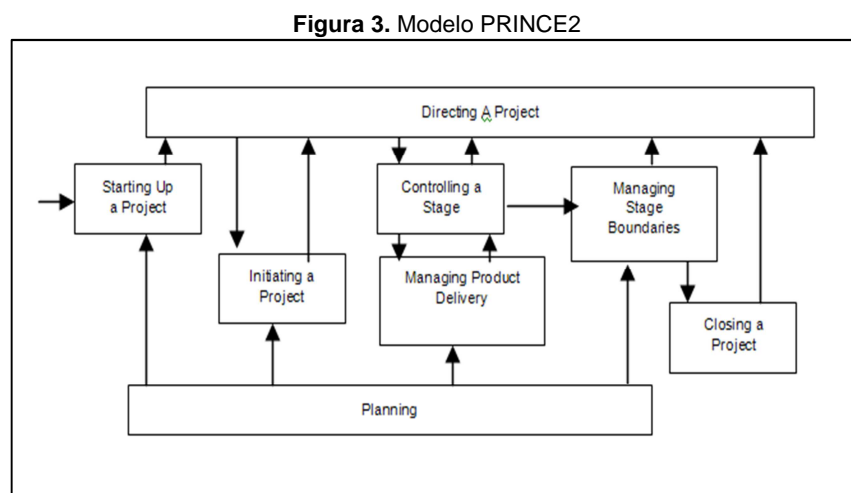 Figura 3. Modelo PRINCE2
Directing A Project
Starting Up
a Project
Controlling a
Stage
Managing
Stage
Boundaries
Initiating a
Project
Managing Product
Delivery
Closing a
Project
Planning